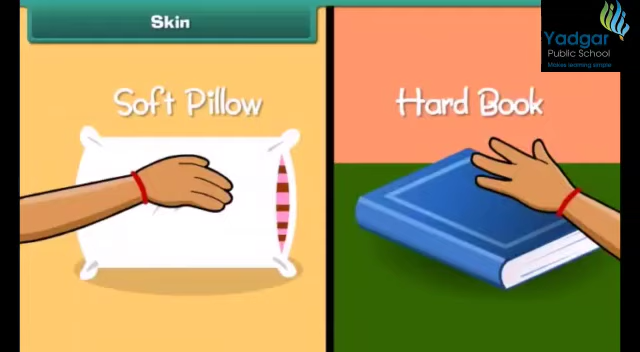 Skin
Soft Pillow
Hard Book
Yadgar
Public School
Makes learning simple